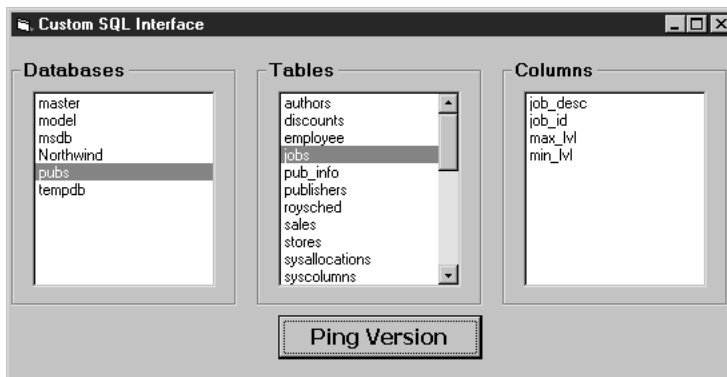 Custom SQL Interface
Databases
master
model
msdb
Northwind
pubs
tempdb
Tables
authors
discounts
employee
jobs
pub_info
publishers
roysched
sales
stores
sysallocations
syscolumns
Columns
job_desc
job_id
max_lvl
min_lvl
Ping Version